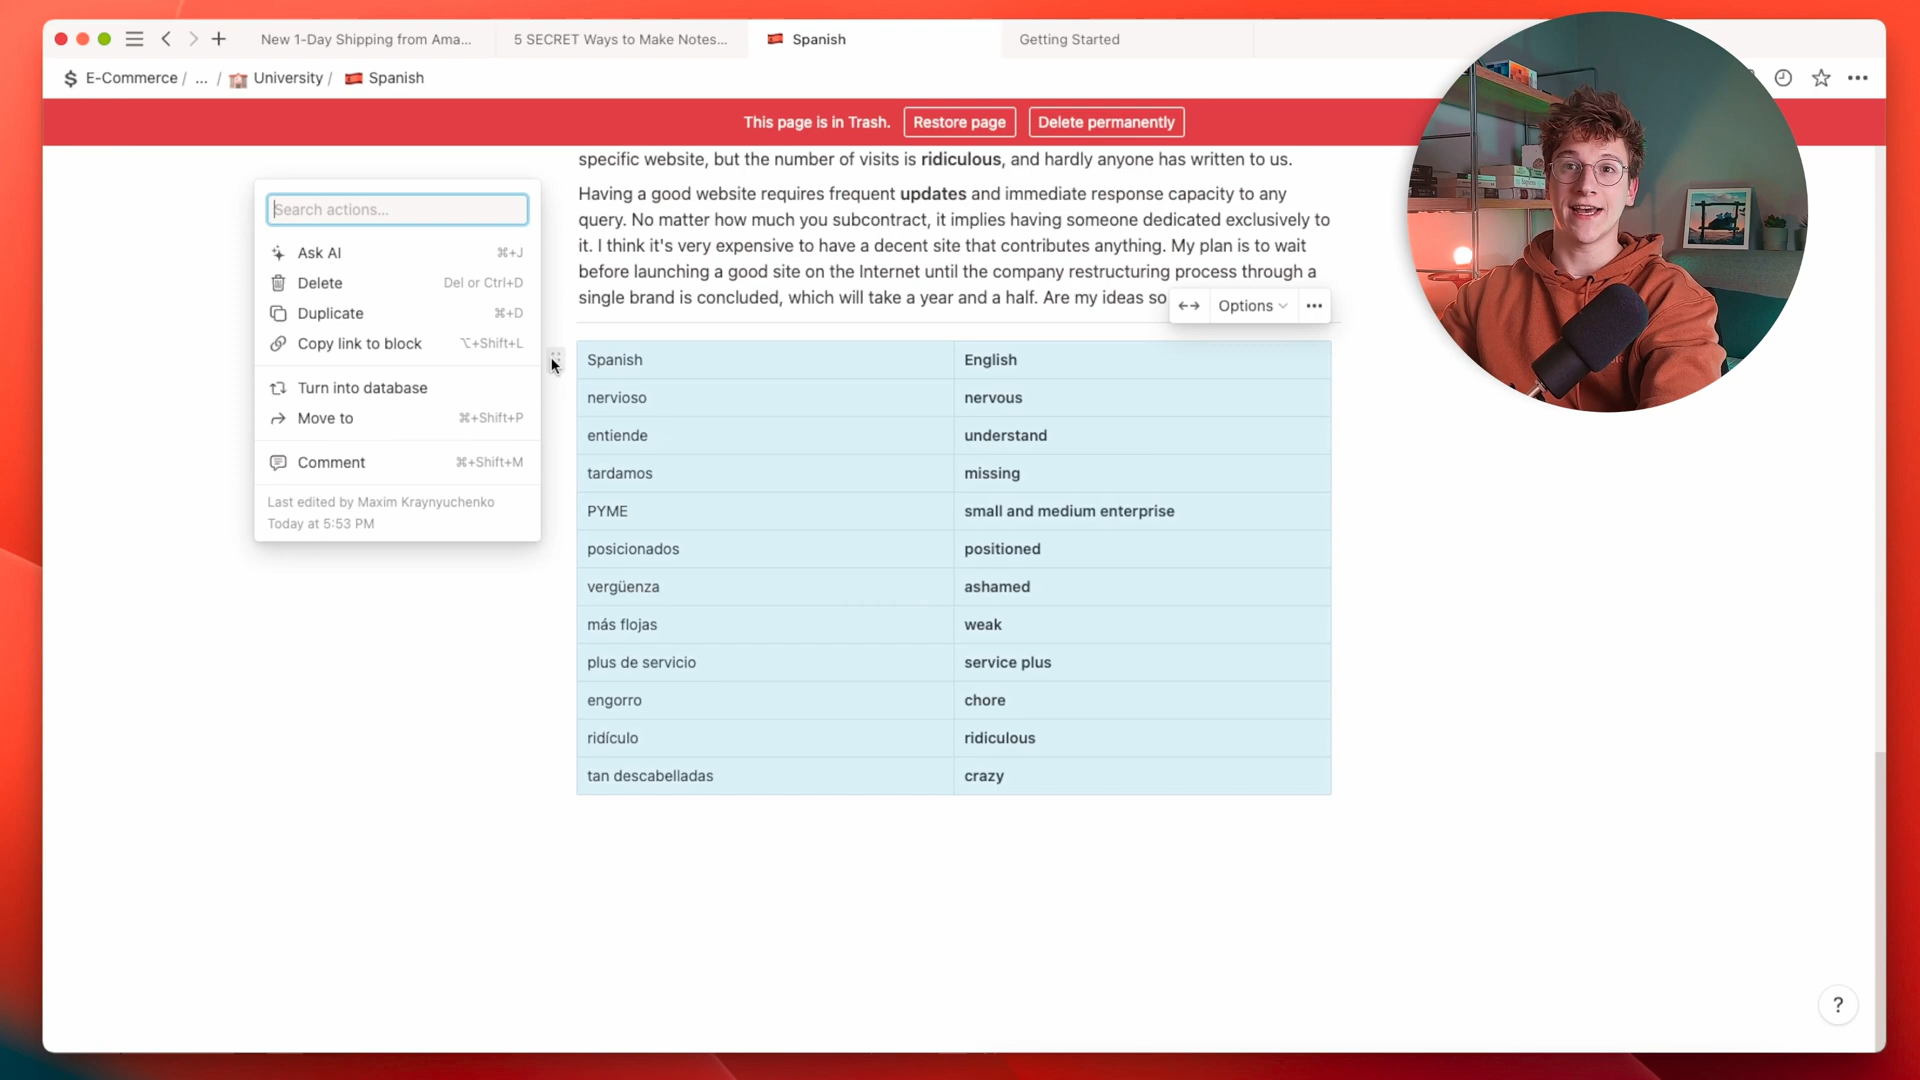 New 1-Day Shipping from Ama...
5 SECRET Ways to Make Notes...
Spanish
Getting Started
E-Commerce / ... / University / Spanish
This page is in Trash. Restore page Delete permanently
specific website, but the number of visits is ridiculous, and hardly anyone has written to us.
Having a good website requires frequent updates and immediate response capacity to any
query. No matter how much you subcontract, it implies having someone dedicated exclusively to
it. I think it's very expensive to have a decent site that contributes anything. My plan is to wait
before launching a good site on the Internet until the company restructuring process through a
single brand is concluded, which will take a year and a half. Are my ideas so
Options
Search actions...
Ask AI ⌘+J
Delete Del or Ctrl+D
Duplicate ⌘+D
Copy link to block ⌥+Shift+L
Turn into database
Move to ⌘+Shift+P
Comment ⌘+Shift+M
Last edited by Maxim Kraynyuchenko
Today at 5:53 PM
Spanish English
nervioso nervous
entiende understand
tardamos missing
PYME small and medium enterprise
posicionados positioned
vergüenza ashamed
más flojas weak
plus de servicio service plus
engorro chore
ridículo ridiculous
tan descabelladas crazy
?